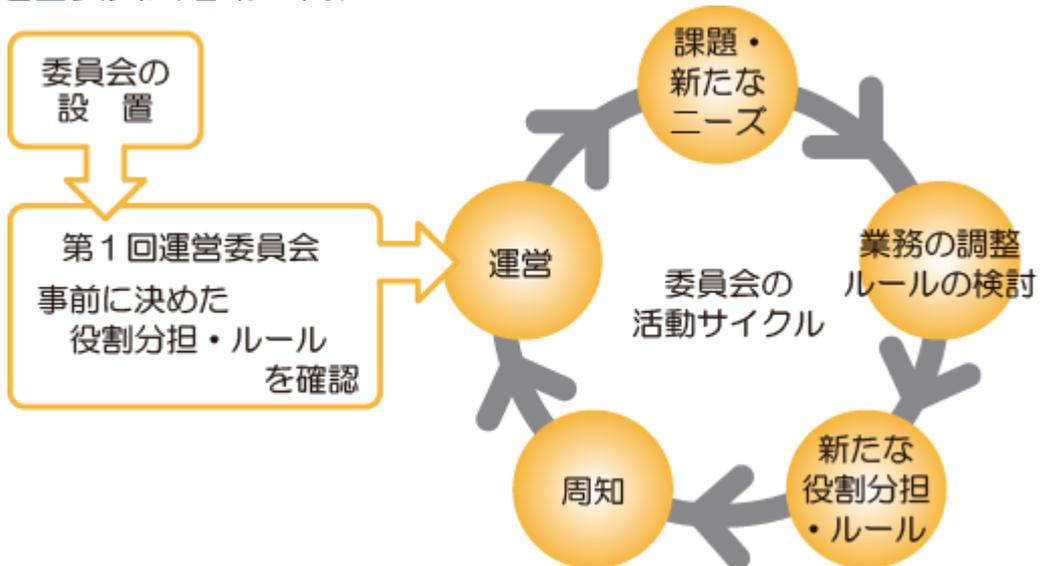 委員会の
設　置
第１回運営委員会
事前に決めた
役割分担・ルール
を確認
運営
課題・
新たな
ニーズ
業務の調整
ルールの検討
新たな
役割分担
・ルール
周知
委員会の
活動サイクル